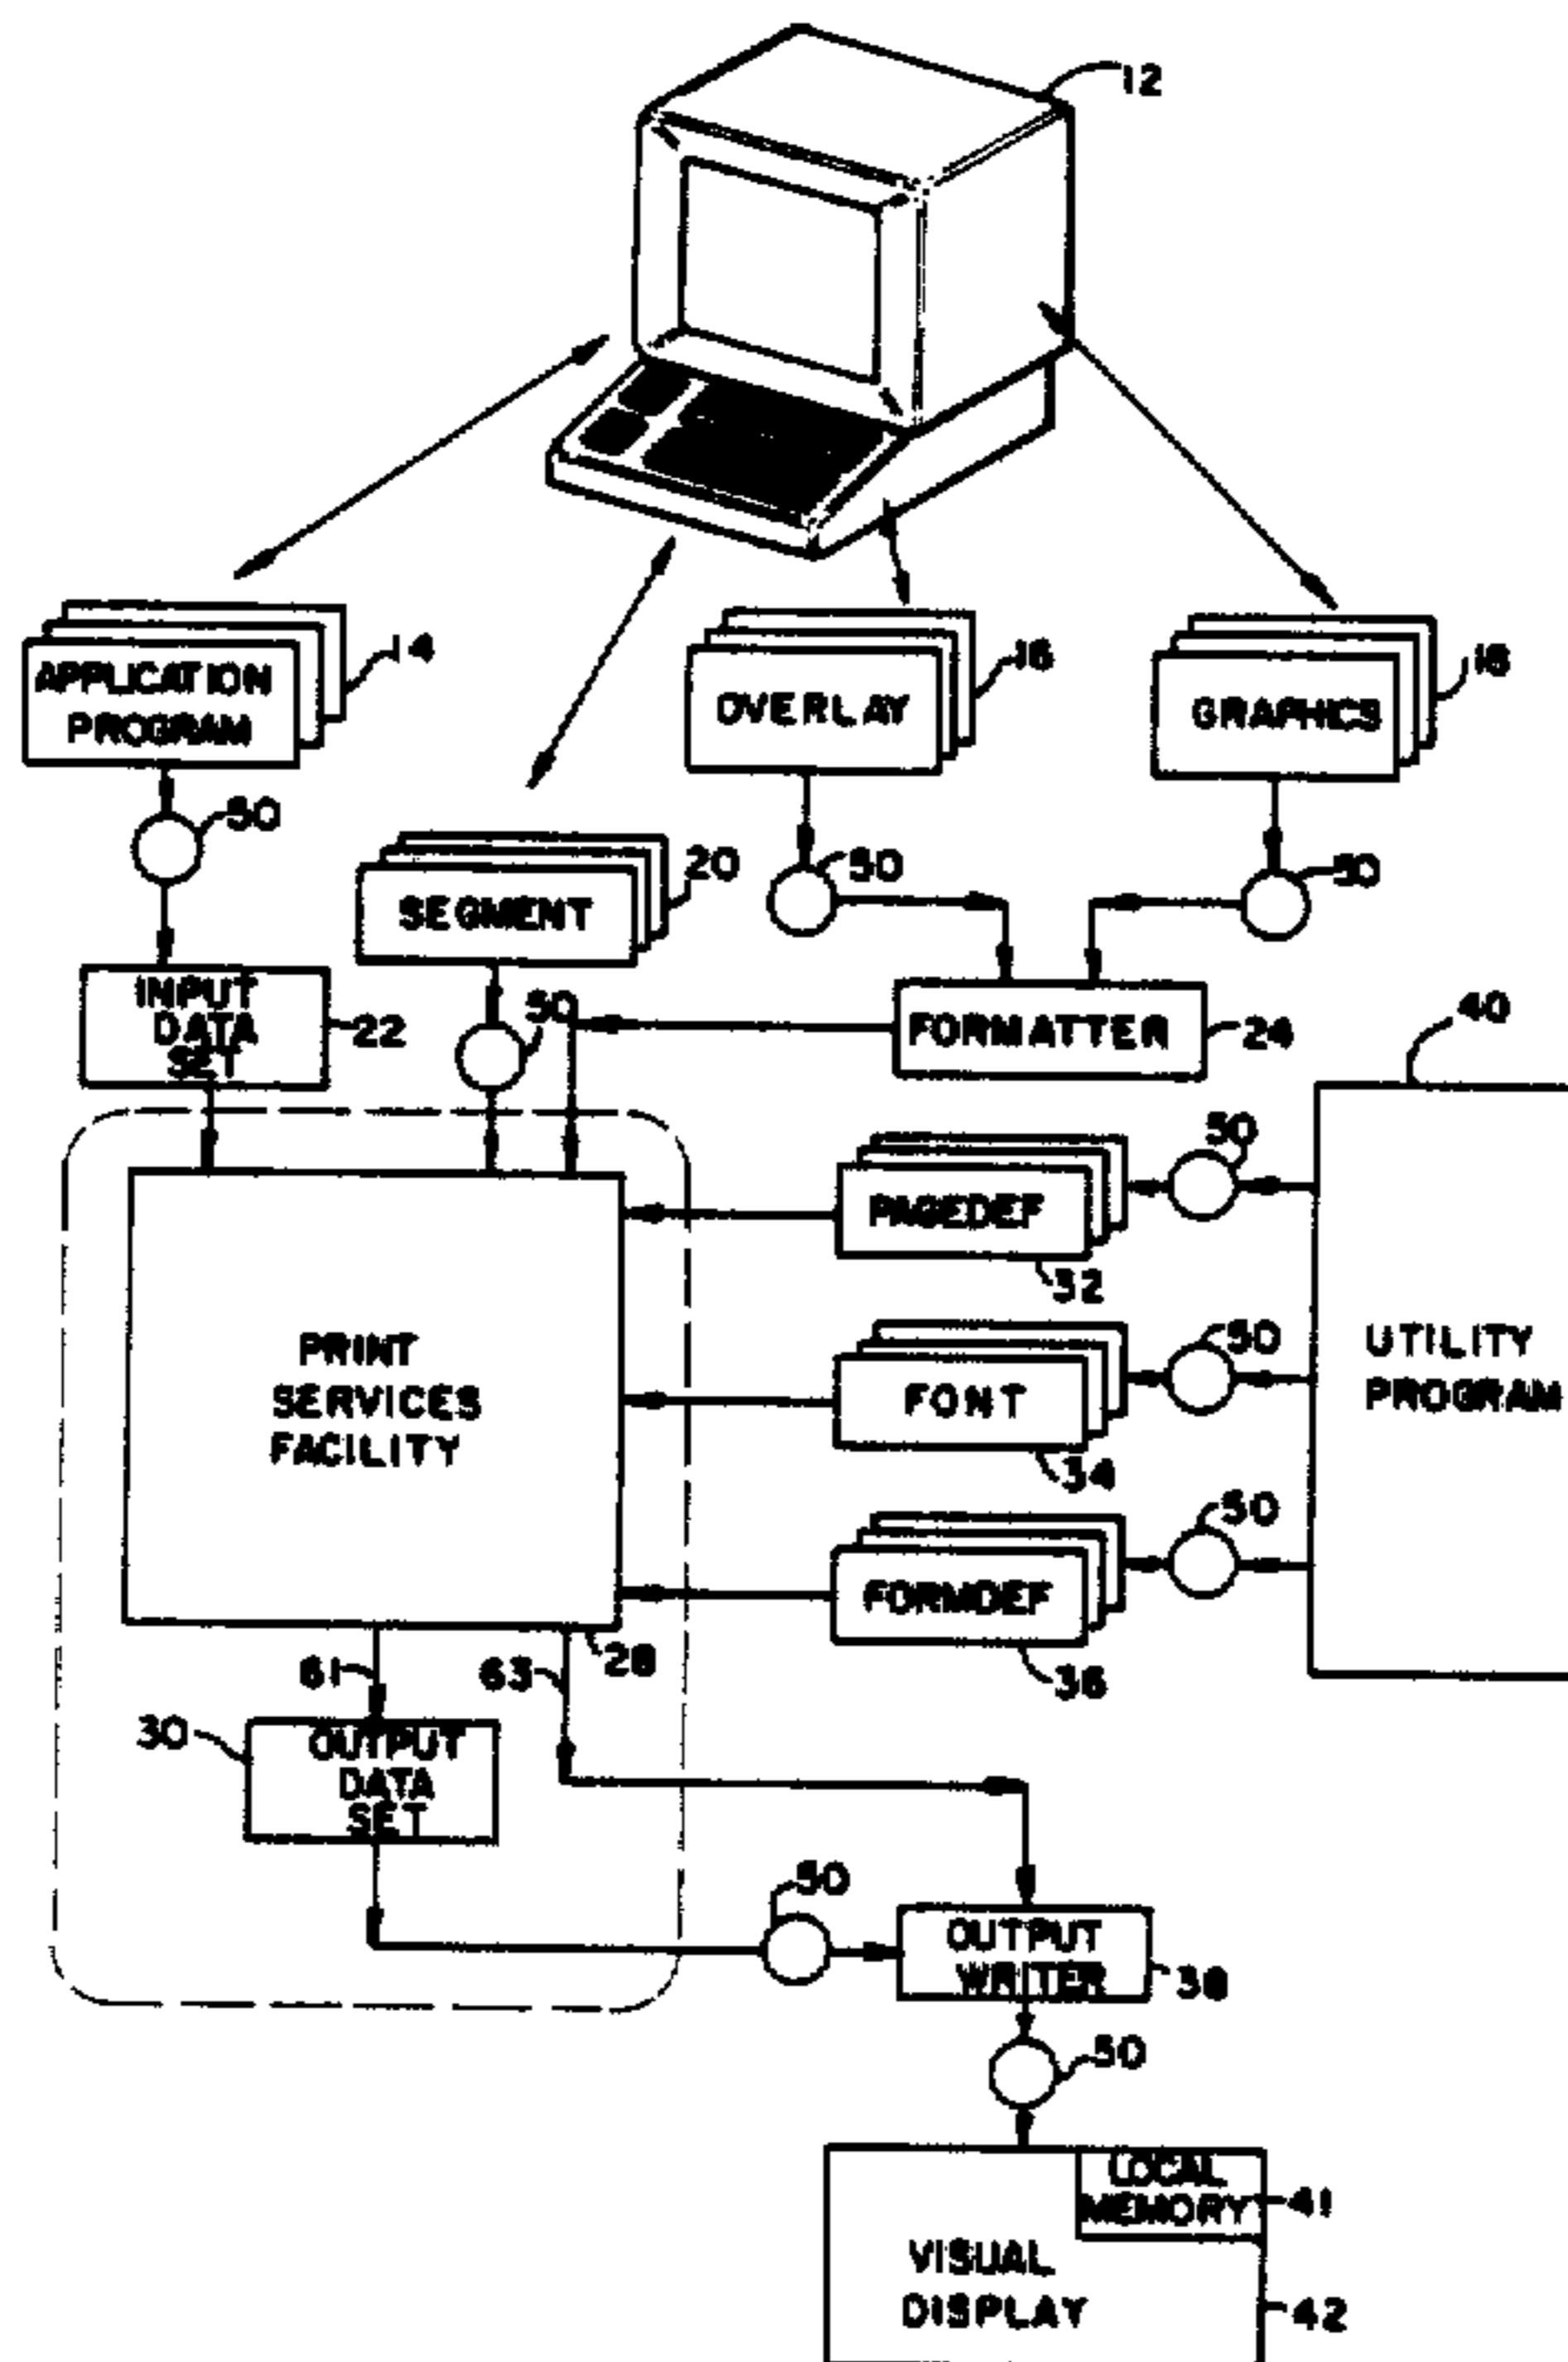 12
14
APPLICATION
PROGRAM
16
OVERLAY
18
GRAPHICS
50
50
50
20
SEGMENT
50
INPUT
DATA
SET
22
FORMATTER
24
40
50
PAGEDEF
32
50
FONT
34
UTILITY
PROGRAM
PRINT
SERVICES
FACILITY
50
FORMDEF
36
28
61
63
30
OUTPUT
DATA
SET
50
OUTPUT
WRITER
38
50
LOCAL
MEMORY
41
VISUAL
DISPLAY
42